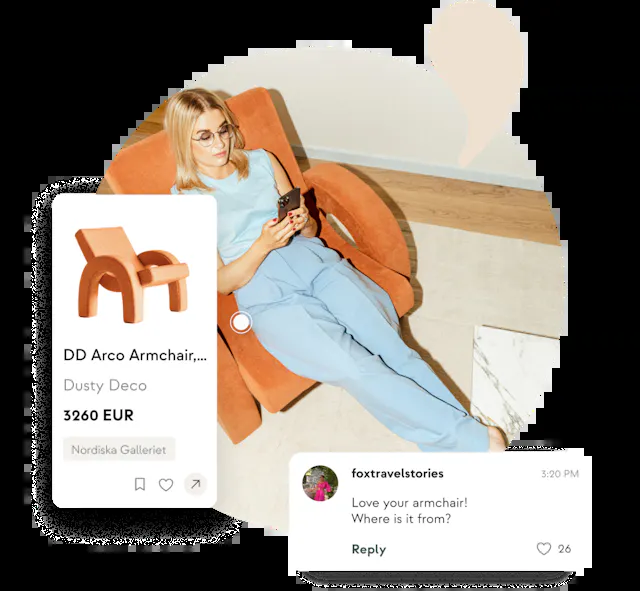 DD Arco Armchair,...
Dusty Deco
3260 EUR
Nordiska Galleriet
foxtravelstories
3:20 PM
Love your armchair!
Where is it from?
Reply
26